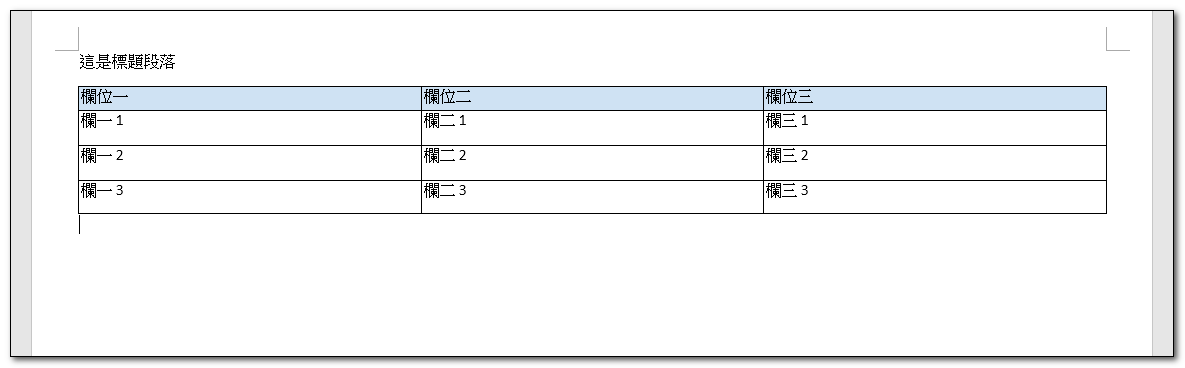 這是標題段落
欄位一 欄位二 欄位三
欄一 1 欄二 1 欄三 1
欄一 2 欄二 2 欄三 2
欄一 3 欄二 3 欄三 3